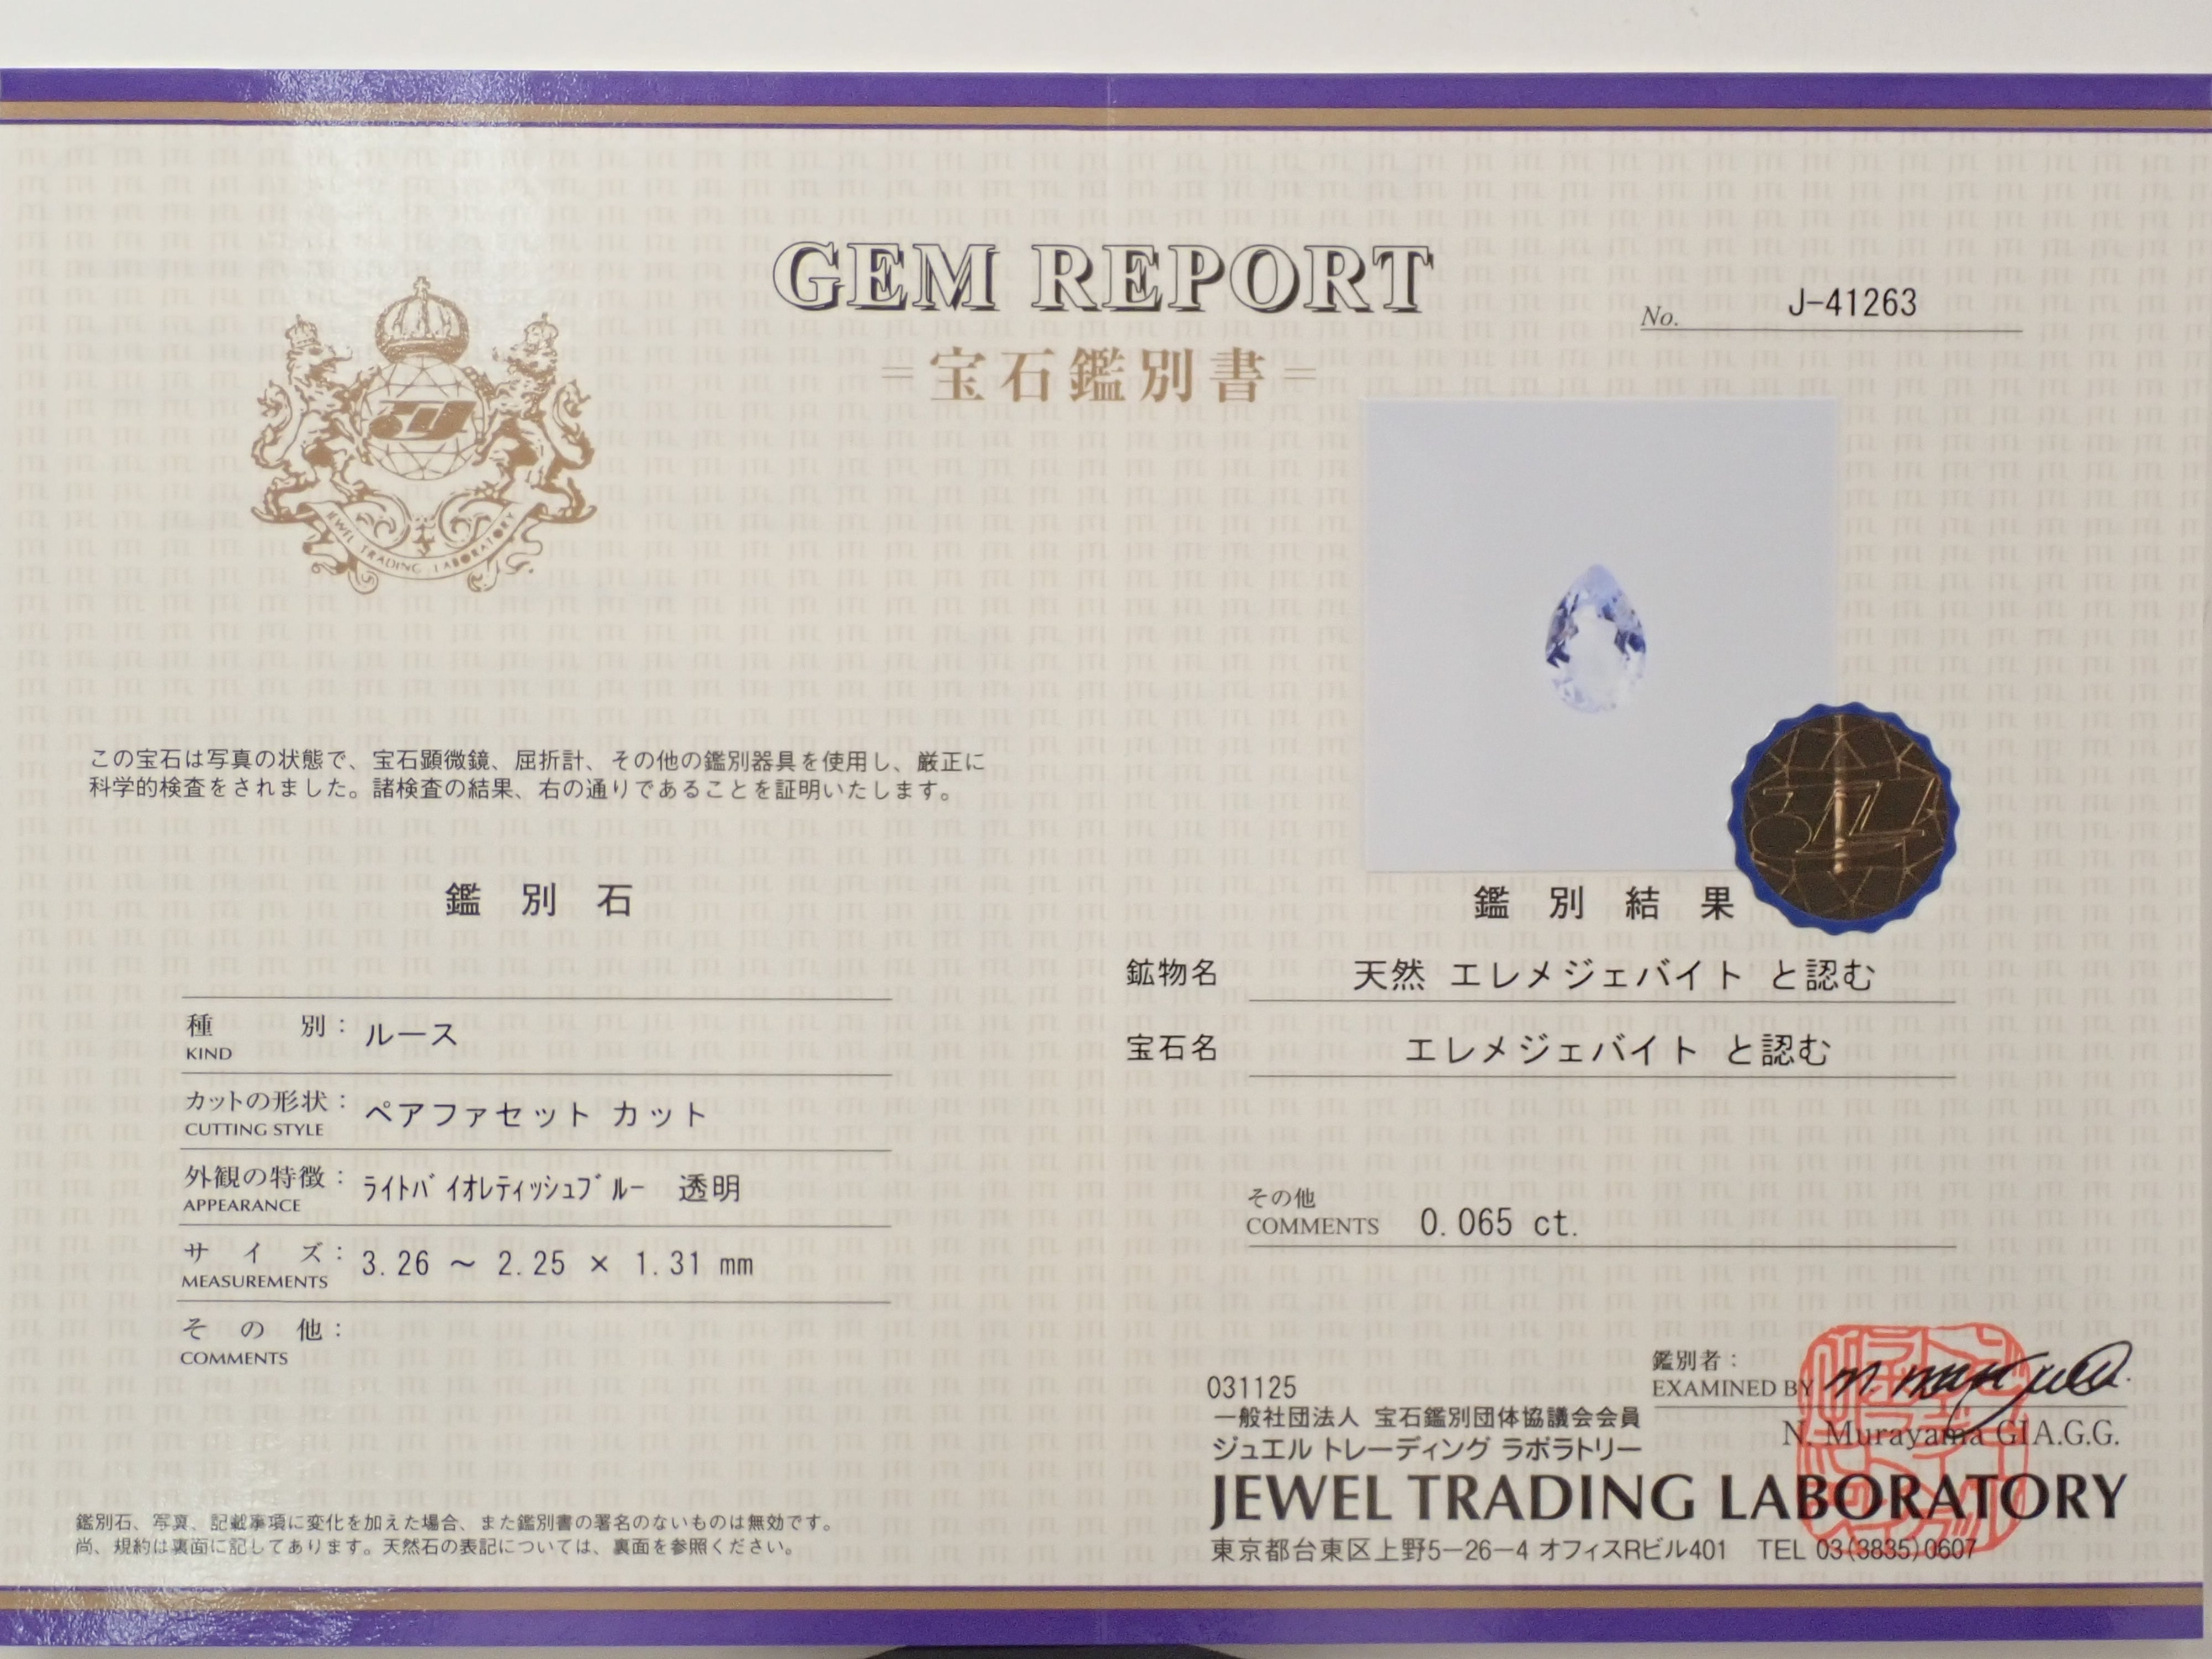 GEM REPORT
=宝石鑑別書=
No. J-41263
JEWEL TRADING LABORATORY
この宝石は写真の状態で、宝石顕微鏡、屈折計、その他の鑑別器具を使用し、厳正に
科学的検査をされました。諸検査の結果、右の通りであることを証明いたします。
鑑別石
種別: ルース
KIND
カットの形状: ペアファセット カット
CUTTING STYLE
外観の特徴: ﾗｲﾄﾊﾞｲｵﾚﾃｨｯｼｭﾌﾞﾙｰ 透明
APPEARANCE
サイズ: 3.26 ～ 2.25 × 1.31 mm
MEASUREMENTS
その他:
COMMENTS
鑑別石、写真、記載事項に変化を加えた場合、また鑑別書の署名のないものは無効です。
尚、規約は裏面に記してあります。天然石の表記については、裏面を参照ください。
鑑別結果
鉱物名 天然 エレメジェバイト と認む
宝石名 エレメジェバイト と認む
その他
COMMENTS 0.065 ct.
鑑別者:
EXAMINED BY
N. Murayama GIA.G.G.
031125
一般社団法人 宝石鑑別団体協議会会員
ジュエル トレーディング ラボラトリー
JEWEL TRADING LABORATORY
東京都台東区上野5-26-4 オフィスRビル401 TEL 03(3835)0607